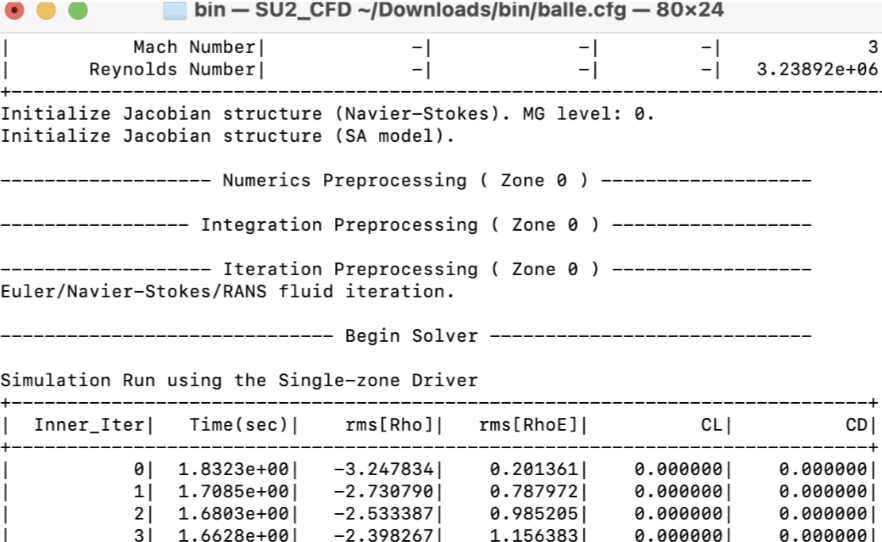 bin — SU2_CFD ~/Downloads/bin/balle.cfg — 80×24
|            Mach Number|              -|              -|         -|              3
|        Reynolds Number|              -|              -|         -|    3.23892e+06
+------------------------------------------------------------------------------
Initialize Jacobian structure (Navier-Stokes). MG level: 0.
Initialize Jacobian structure (SA model).
------------------- Numerics Preprocessing ( Zone 0 ) -------------------
----------------- Integration Preprocessing ( Zone 0 ) ------------------
------------------- Iteration Preprocessing ( Zone 0 ) ------------------
Euler/Navier-Stokes/RANS fluid iteration.
------------------------------ Begin Solver -----------------------------
Simulation Run using the Single-zone Driver
+------------------------------------------------------------------------------+
|  Inner_Iter|   Time(sec)|    rms[Rho]|   rms[RhoE]|          CL|          CD|
+------------------------------------------------------------------------------+
|           0|  1.8323e+00|   -3.247834|    0.201361|    0.000000|    0.000000|
|           1|  1.7085e+00|   -2.730790|    0.787972|    0.000000|    0.000000|
|           2|  1.6803e+00|   -2.533387|    0.985205|    0.000000|    0.000000|
|           3|  1.6628e+00|   -2.398267|    1.156383|    0.000000|    0.000000|